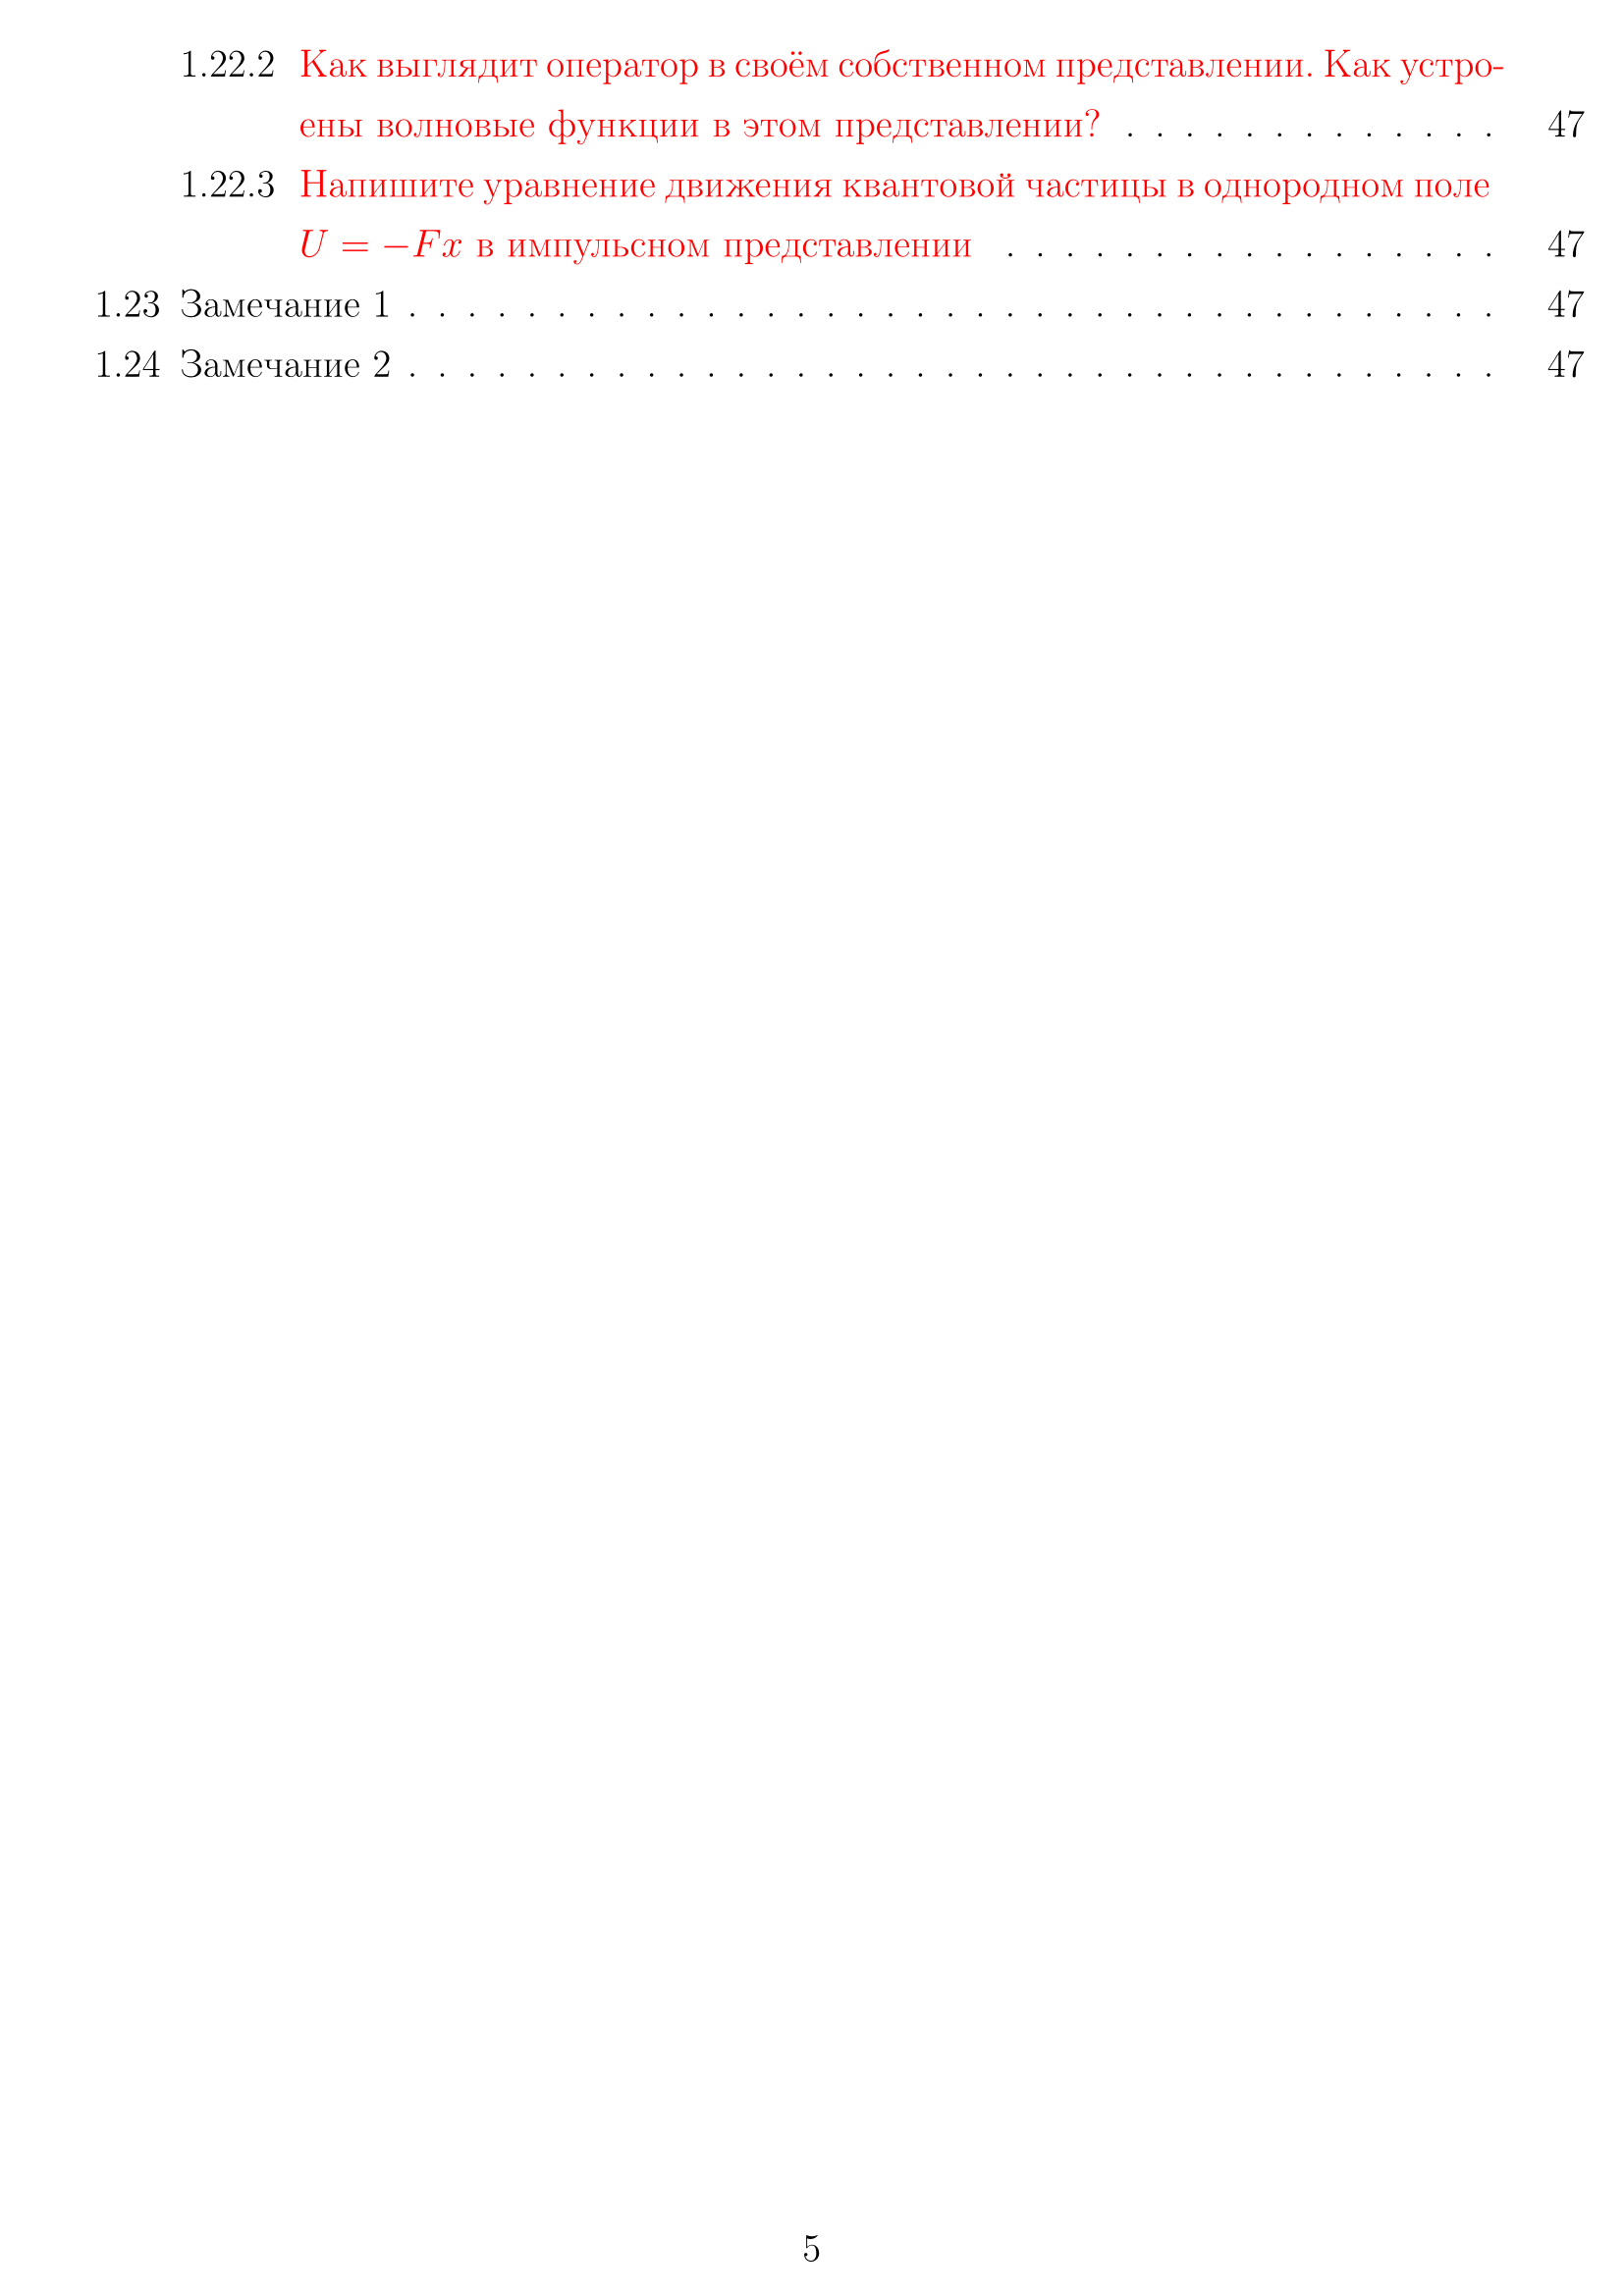 1.22.2 Как выглядит оператор в своём собственном представлении. Как устро-
ены волновые функции в этом представлении? . . . . . . . . . . . . . 47
1.22.3 Напишите уравнение движения квантовой частицы в однородном поле
U = −Fx в импульсном представлении . . . . . . . . . . . . . . . . . 47
1.23 Замечание 1 . . . . . . . . . . . . . . . . . . . . . . . . . . . . . . . . . . . . . 47
1.24 Замечание 2 . . . . . . . . . . . . . . . . . . . . . . . . . . . . . . . . . . . . . 47
5